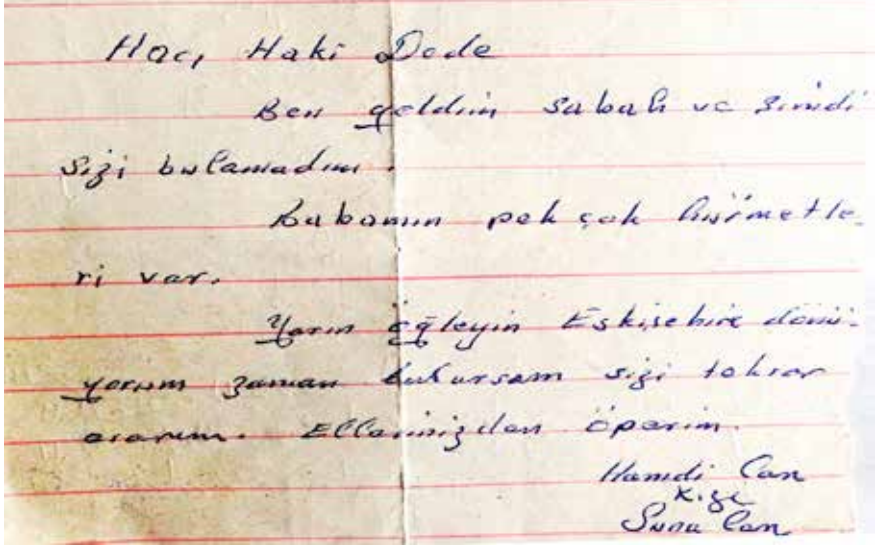 Hacı Haki Dede
Ben geldim sabah ve şimdi
sizi bulamadım.
Babamın pek çok hürmetle-
ri var.
Yarın öğleyin Eskişehire dönü-
yorum zaman bulursam sizi tekrar
ararım. Ellerinizden öperim.
Hamdi Can
kızı
Suna Can